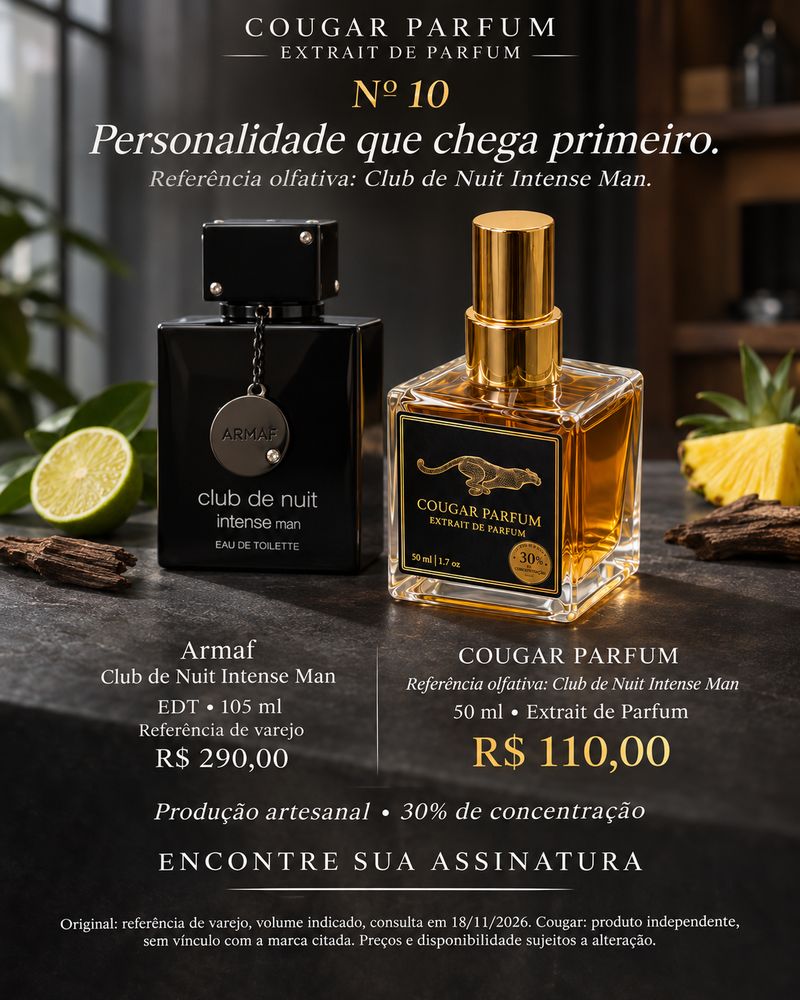 COUGAR PARFUM
EXTRAIT DE PARFUM
Nº 10
Personalidade que chega primeiro.
Referência olfativa: Club de Nuit Intense Man.
ARMAF
club de nuit
intense man
EAU DE TOILETTE
COUGAR PARFUM
EXTRAIT DE PARFUM
50 ml | 1.7 oz
30%
CONCENTRAÇÃO
Armaf
Club de Nuit Intense Man
EDT • 105 ml
Referência de varejo
R$ 290,00
COUGAR PARFUM
Referência olfativa: Club de Nuit Intense Man
50 ml • Extrait de Parfum
R$ 110,00
Produção artesanal • 30% de concentração
ENCONTRE SUA ASSINATURA
Original: referência de varejo, volume indicado, consulta em 18/11/2026. Cougar: produto independente,
sem vínculo com a marca citada. Preços e disponibilidade sujeitos a alteração.